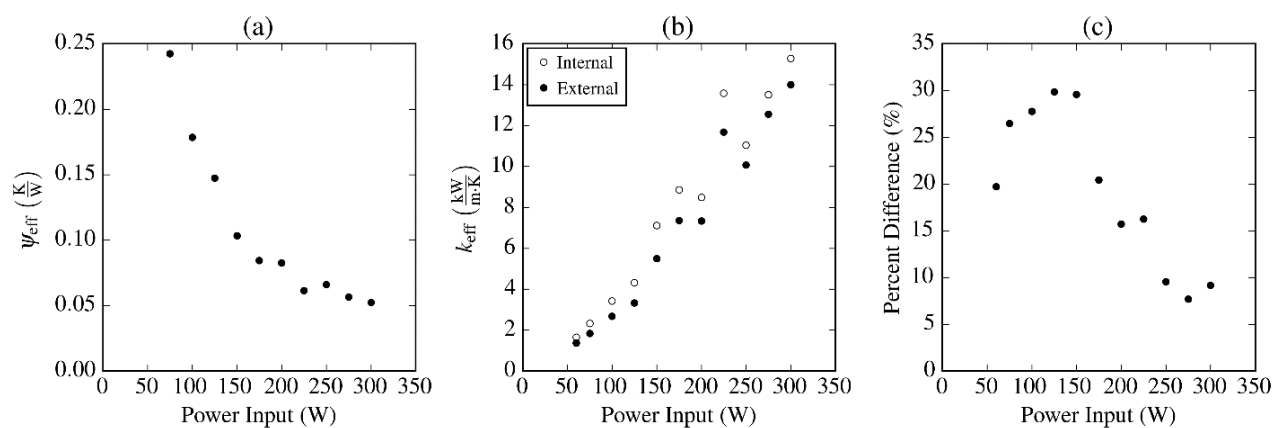 (a)
0.25
0.20
0.15
0.10
0.05
0.00
ψeff (K/W)
0 50 100 150 200 250 300 350
Power Input (W)
(b)
16
14
12
10
8
6
4
2
0
keff (kW/m·K)
Internal
External
0 50 100 150 200 250 300 350
Power Input (W)
(c)
35
30
25
20
15
10
5
0
Percent Difference (%)
0 50 100 150 200 250 300 350
Power Input (W)